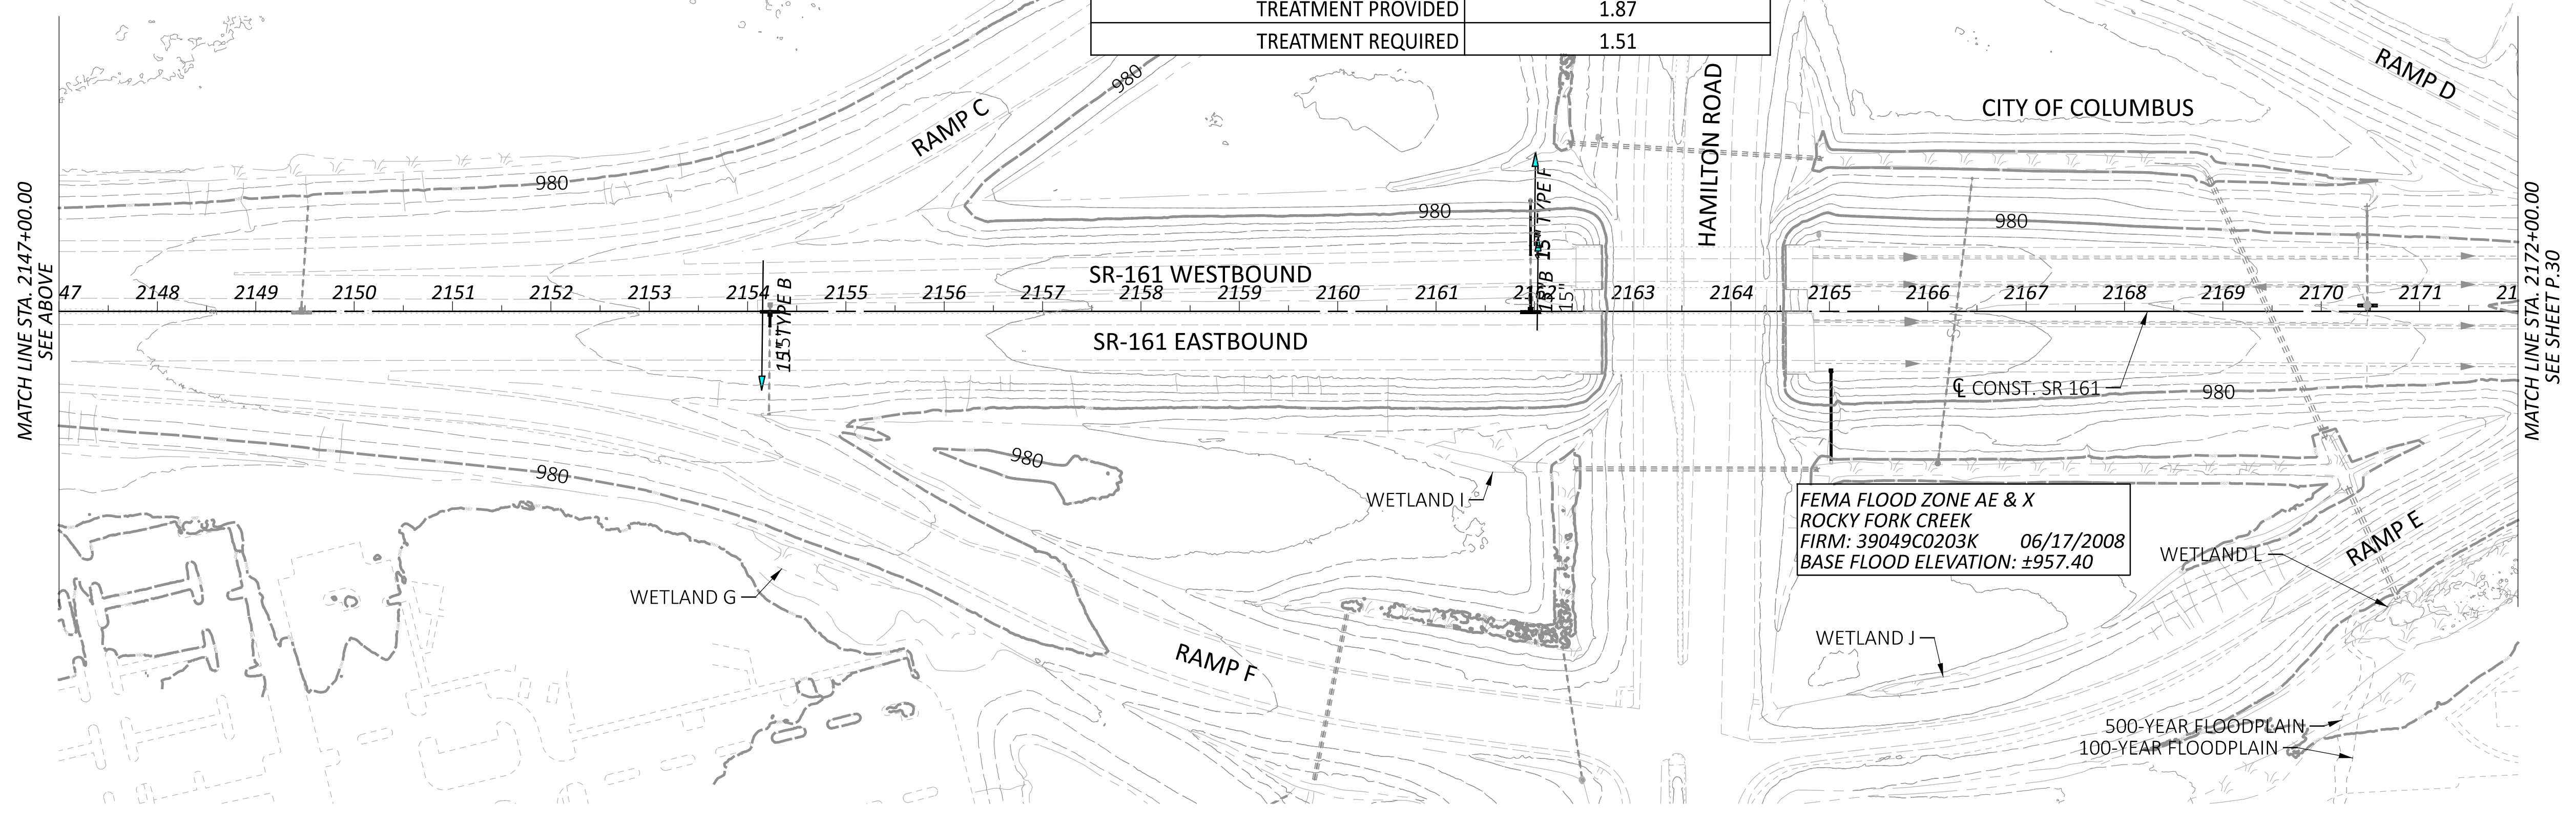 TREATMENT PROVIDED 1.87
TREATMENT REQUIRED 1.51
RAMP C
980
HAMILTON ROAD
CITY OF COLUMBUS
RAMP D
980
980
980
TYPE F
15"
MATCH LINE STA. 2147+00.00
SEE ABOVE
SR-161 WESTBOUND
47 2148 2149 2150 2151 2152 2153 2154 2155 2156 2157 2158 2159 2160 2161 2163 2164 2165 2166 2167 2168 2169 2170 2171 21
TYPE B
15"
SR-161 EASTBOUND
℄ CONST. SR 161
980
MATCH LINE STA. 2172+00.00
SEE SHEET P.30
980
980
WETLAND I
FEMA FLOOD ZONE AE & X
ROCKY FORK CREEK
FIRM: 39049C0203K 06/17/2008
BASE FLOOD ELEVATION: ±957.40
WETLAND L
RAMP E
WETLAND G
WETLAND J
RAMP F
500-YEAR FLOODPLAIN
100-YEAR FLOODPLAIN